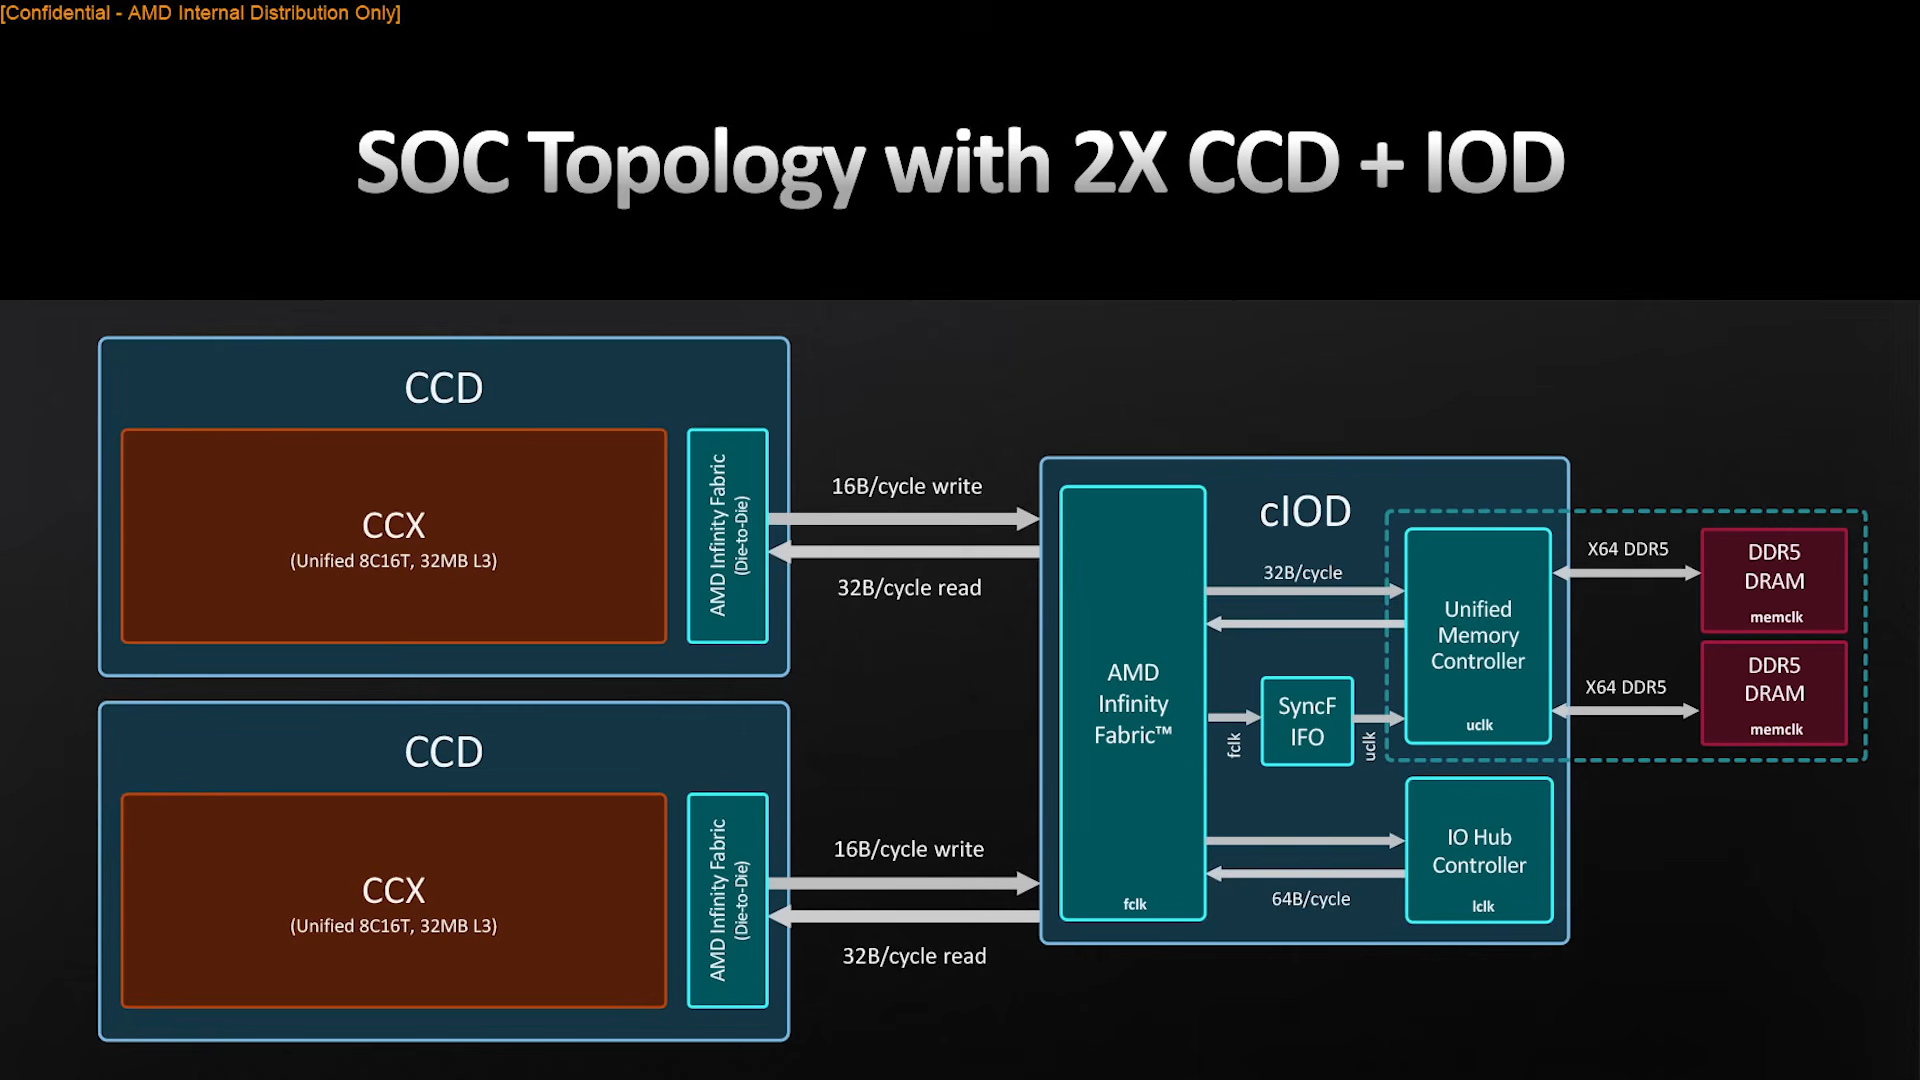 [Confidential - AMD Internal Distribution Only]
SOC Topology with 2X CCD + IOD
CCD
CCX
(Unified 8C16T, 32MB L3)
AMD Infinity Fabric
(Die-to-Die)
16B/cycle write
32B/cycle read
CCD
CCX
(Unified 8C16T, 32MB L3)
AMD Infinity Fabric
(Die-to-Die)
16B/cycle write
32B/cycle read
cIOD
AMD
Infinity
Fabric™
fclk
32B/cycle
fclk
SyncF
IFO
uclk
Unified
Memory
Controller
uclk
64B/cycle
IO Hub
Controller
lclk
X64 DDR5
DDR5
DRAM
memclk
X64 DDR5
DDR5
DRAM
memclk